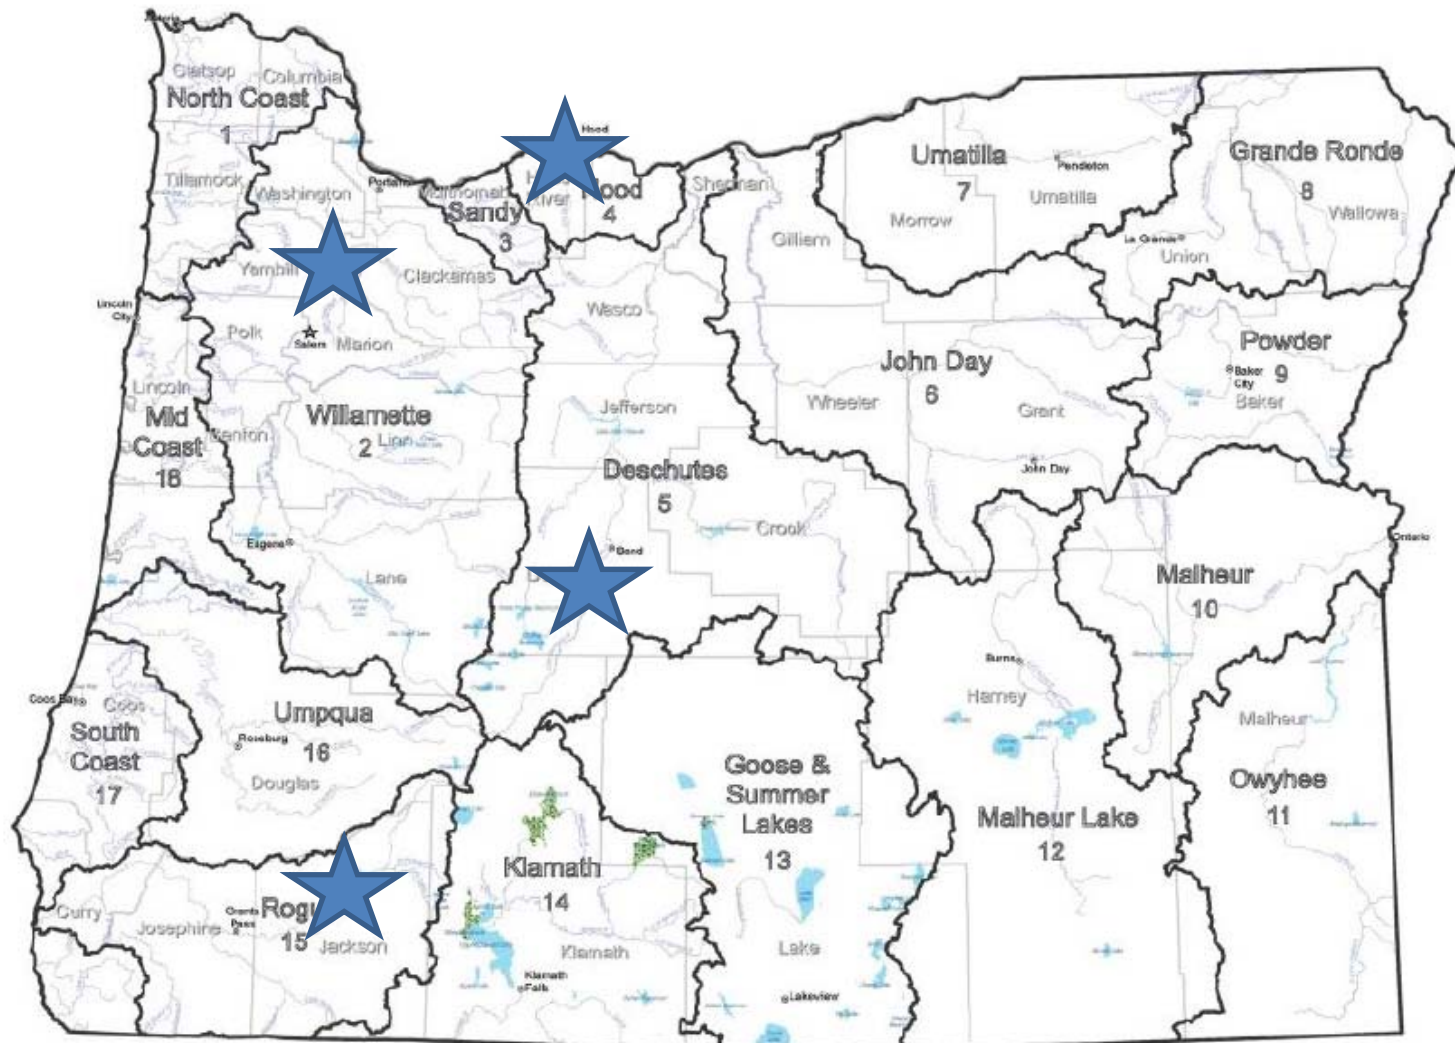 Clatsop
Columbia
North Coast
1
Tillamook
Washington
Multnomah
Sandy
3
Hood
Hood
4
Sherman
Umatilla
7
Pendleton
Umatilla
Morrow
Grande Ronde
8
Wallowa
La Grande
Union
Gilliam
Yamhill
Clackamas
Wasco
Lincoln
City
Polk
Salem
Marion
Lincoln
Mid
Coast
18
Benton
Willamette
2
Linn
Jefferson
John Day
6
Wheeler
Grant
John Day
Powder
9
Baker
City
Baker
Deschutes
5
Crook
Bend
Eugene
Lane
Malheur
10
Ontario
Burns
Harney
Malheur
Coos Bay
Coos
South
Coast
17
Umpqua
16
Roseburg
Douglas
Goose &
Summer
Lakes
13
Malheur Lake
12
Owyhee
11
Klamath
14
Klamath
Klamath
Falls
Lake
Lakeview
Curry
Josephine
Grants
Pass
15
Jackson